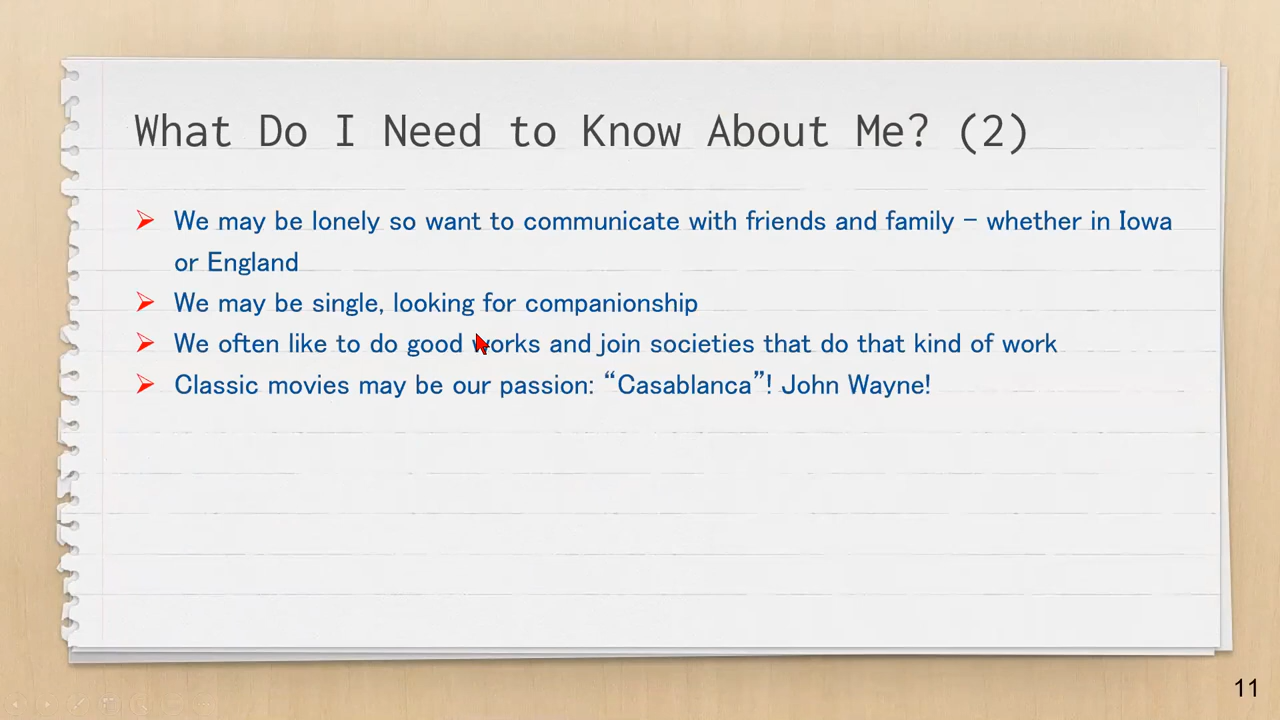 What Do I Need to Know About Me? (2)
We may be lonely so want to communicate with friends and family – whether in Iowa
or England
We may be single, looking for companionship
We often like to do good works and join societies that do that kind of work
Classic movies may be our passion: “Casablanca”! John Wayne!
11